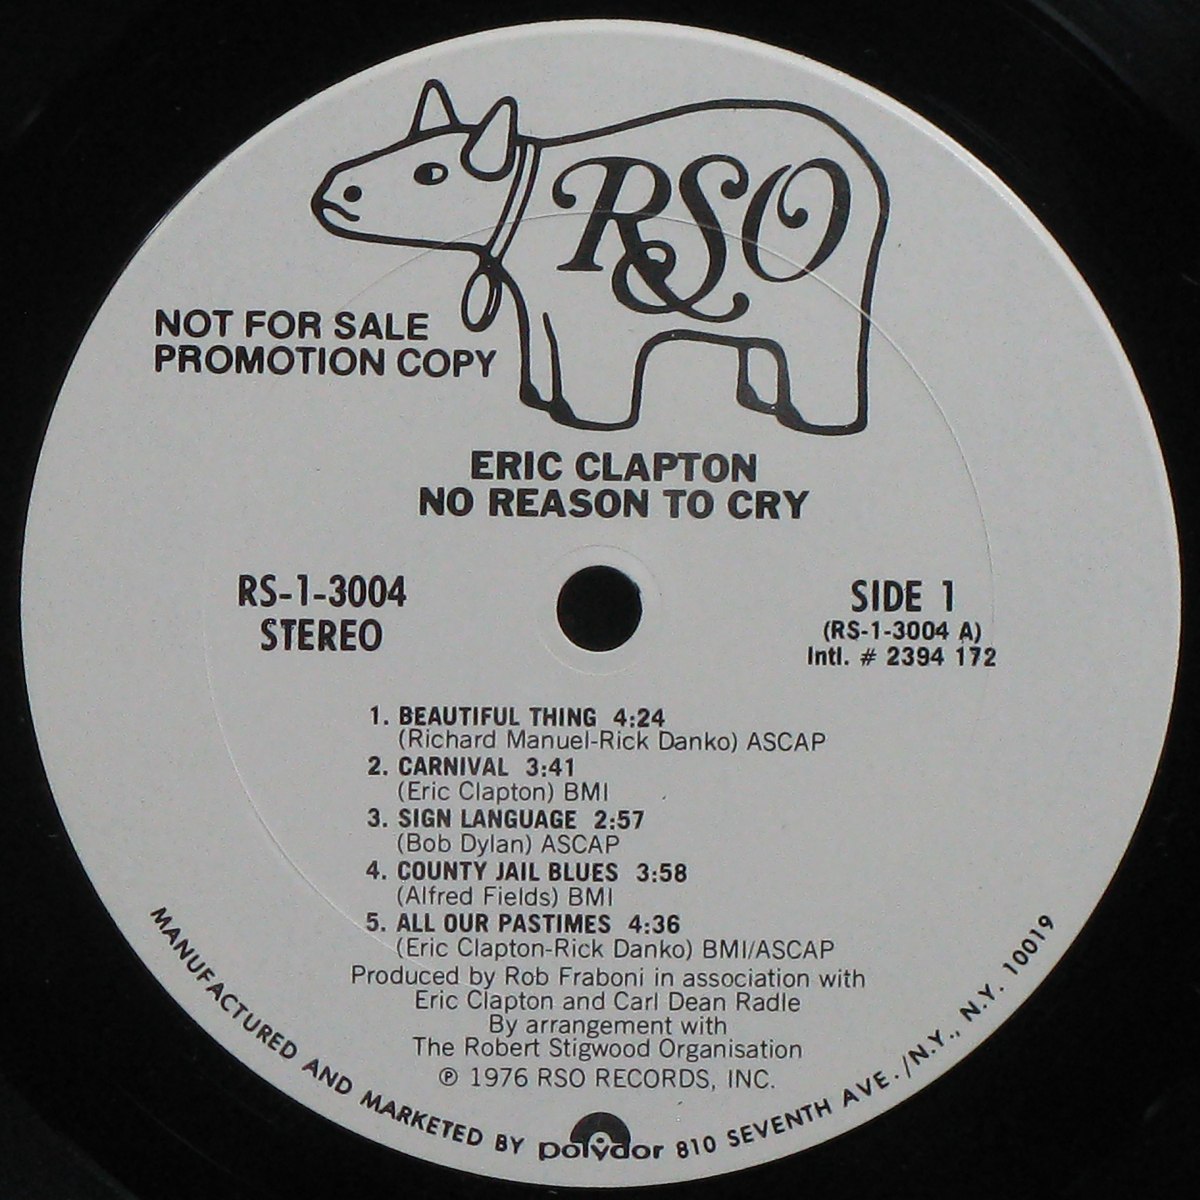 RSO
NOT FOR SALE
PROMOTION COPY
ERIC CLAPTON
NO REASON TO CRY
RS-1-3004
STEREO
SIDE 1
(RS-1-3004 A)
Intl. # 2394 172
1. BEAUTIFUL THING 4:24
(Richard Manuel-Rick Danko) ASCAP
2. CARNIVAL 3:41
(Eric Clapton) BMI
3. SIGN LANGUAGE 2:57
(Bob Dylan) ASCAP
4. COUNTY JAIL BLUES 3:58
(Alfred Fields) BMI
5. ALL OUR PASTIMES 4:36
(Eric Clapton-Rick Danko) BMI/ASCAP
Produced by Rob Fraboni in association with
Eric Clapton and Carl Dean Radle
By arrangement with
The Robert Stigwood Organisation
℗ 1976 RSO RECORDS, INC.
MANUFACTURED AND MARKETED BY polydor 810 SEVENTH AVE./N.Y., N.Y. 10019